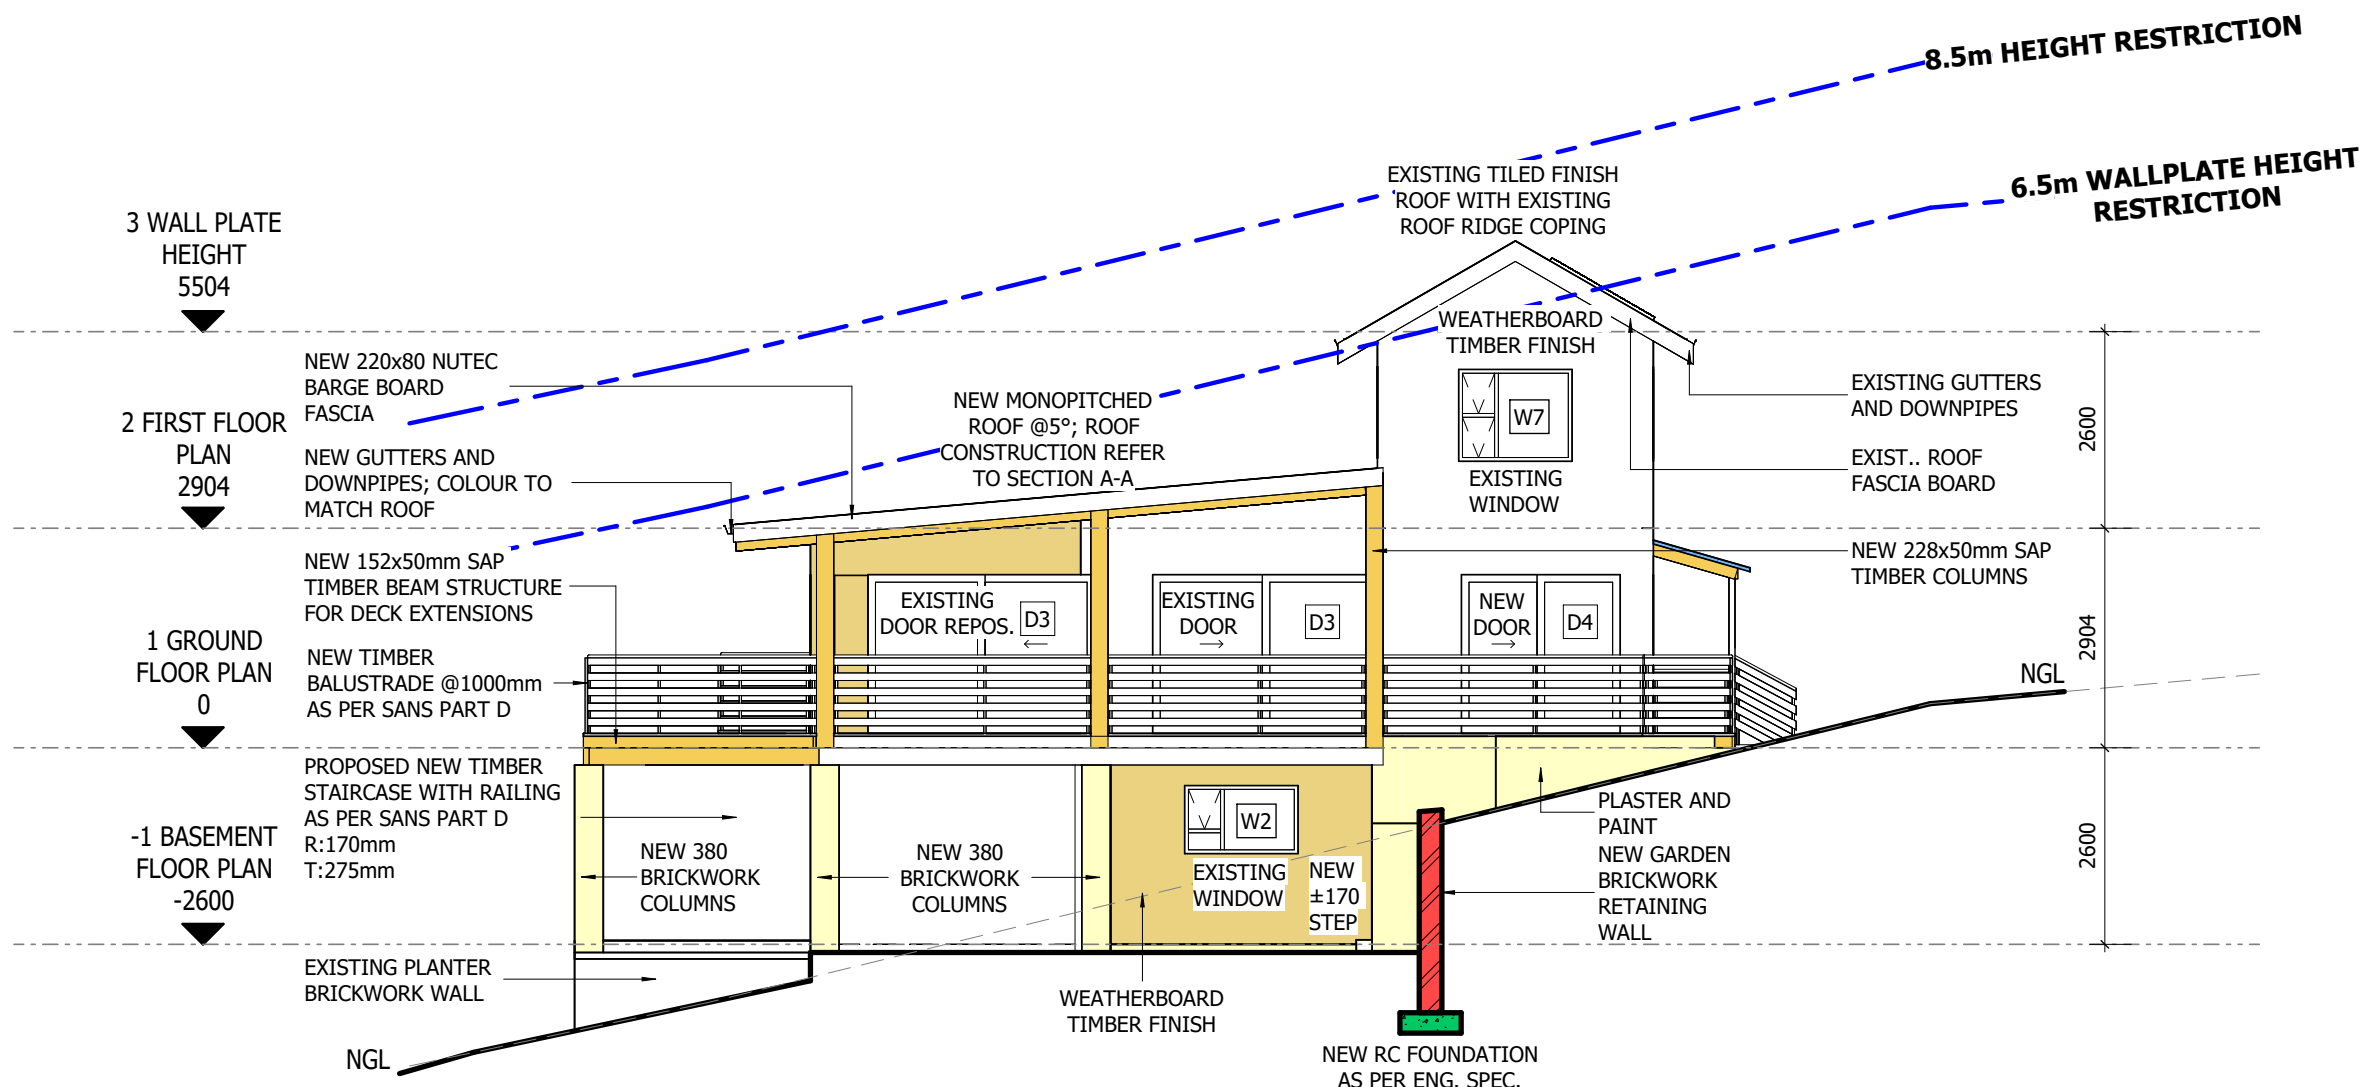 8.5m HEIGHT RESTRICTION
6.5m WALLPLATE HEIGHT
RESTRICTION
EXISTING TILED FINISH
ROOF WITH EXISTING
ROOF RIDGE COPING
3 WALL PLATE
HEIGHT
5504
WEATHERBOARD
TIMBER FINISH
NEW 220x80 NUTEC
BARGE BOARD
FASCIA
2 FIRST FLOOR
PLAN
2904
NEW GUTTERS AND
DOWNPIPES; COLOUR TO
MATCH ROOF
NEW MONOPITCHED
ROOF @5°; ROOF
CONSTRUCTION REFER
TO SECTION A-A
W7
EXISTING
WINDOW
EXISTING GUTTERS
AND DOWNPIPES
EXIST.. ROOF
FASCIA BOARD
2600
NEW 152x50mm SAP
TIMBER BEAM STRUCTURE
FOR DECK EXTENSIONS
NEW 228x50mm SAP
TIMBER COLUMNS
EXISTING
DOOR REPOS.
D3
EXISTING
DOOR
D3
NEW
DOOR
D4
2904
1 GROUND
FLOOR PLAN
0
NEW TIMBER
BALUSTRADE @1000mm
AS PER SANS PART D
NGL
PROPOSED NEW TIMBER
STAIRCASE WITH RAILING
AS PER SANS PART D
R:170mm
T:275mm
-1 BASEMENT
FLOOR PLAN
-2600
NEW 380
BRICKWORK
COLUMNS
NEW 380
BRICKWORK
COLUMNS
W2
EXISTING
WINDOW
NEW
±170
STEP
PLASTER AND
PAINT
NEW GARDEN
BRICKWORK
RETAINING
WALL
2600
EXISTING PLANTER
BRICKWORK WALL
WEATHERBOARD
TIMBER FINISH
NGL
NEW RC FOUNDATION
AS PER ENG. SPEC.